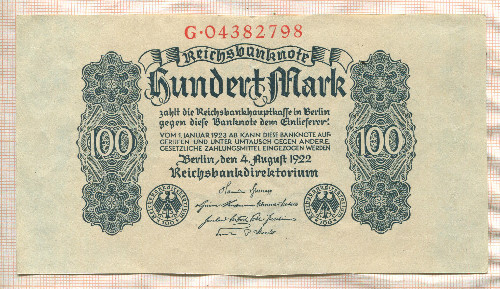 G·04382798
Reichsbanknote
Hundert Mark
zahlt die Reichsbankhauptkasse in Berlin
gegen diese Banknote dem Einlieferer.
VOM 1. JANUAR 1923 AB KANN DIESE BANKNOTE AUF-
GERUFEN UND UNTER UMTAUSCH GEGEN ANDERE
GESETZLICHE ZAHLUNGSMITTEL EINGEZOGEN WERDEN
100
100
Berlin, den 4. August 1922
Reichsbankdirektorium